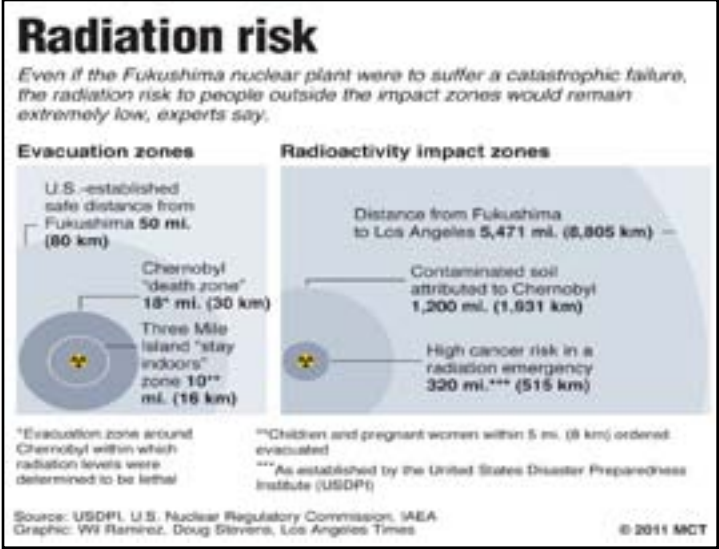 Radiation risk
Even if the Fukushima nuclear plant were to suffer a catastrophic failure,
the radiation risk to people outside the impact zones would remain
extremely low, experts say.
Evacuation zones
U.S.-established
safe distance from
Fukushima 50 mi.
(80 km)
Chernobyl
"death zone"
18* mi. (30 km)
Three Mile
Island "stay
indoors"
zone 10**
mi. (16 km)
Radioactivity impact zones
Distance from Fukushima
to Los Angeles 5,471 mi. (8,805 km)
Contaminated soil
attributed to Chernobyl
1,200 mi. (1,931 km)
High cancer risk in a
radiation emergency
320 mi.*** (515 km)
*Evacuation zone around
Chernobyl within which
radiation levels were
determined to be lethal
**Children and pregnant women within 5 mi. (8 km) ordered
evacuated
***As established by the United States Disaster Preparedness
Institute (USDPI)
Source: USDPI, U.S. Nuclear Regulatory Commission, IAEA
Graphic: Wil Ramirez, Doug Stevens, Los Angeles Times
© 2011 MCT